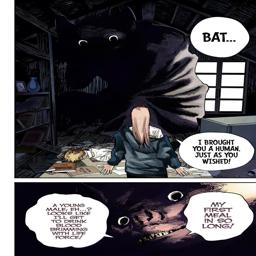 BAT...
I BROUGHT
YOU A HUMAN,
JUST AS YOU
WISHED!
A YOUNG
MALE, EH...?
LOOKS LIKE
I'LL GET
TO DRINK
BLOOD
BRIMMING
WITH LIFE
FORCE!
MY
FIRST
MEAL
IN SO
LONG!